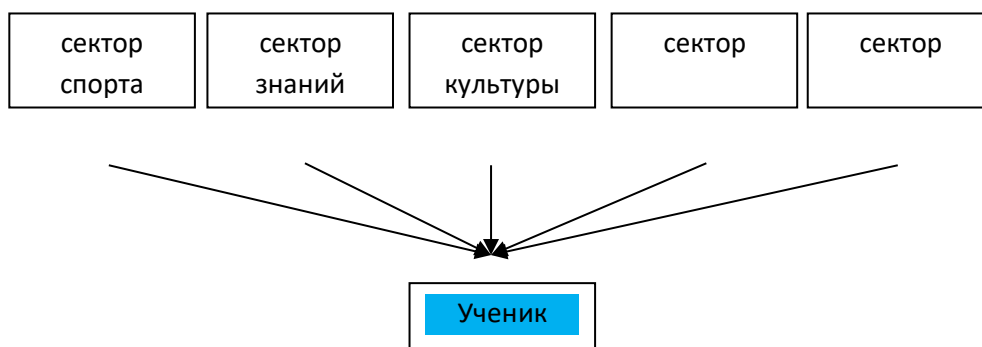 сектор
спорта
сектор
знаний
сектор
культуры
сектор
сектор
Ученик